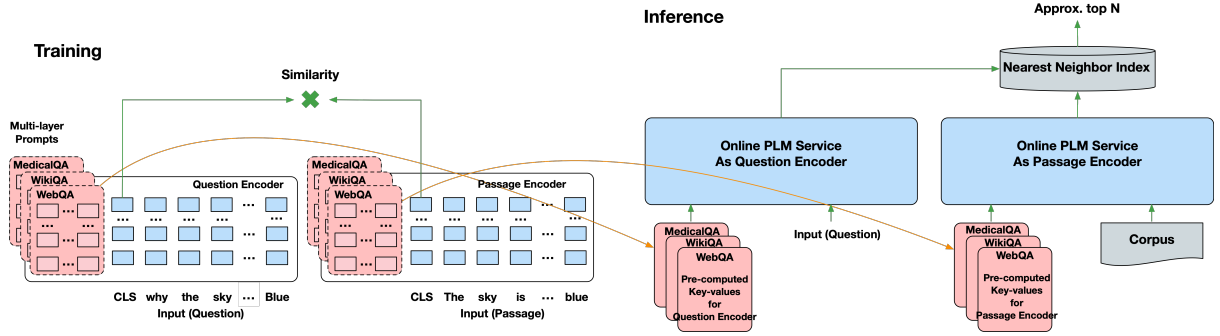 Training
Similarity
Multi-layer
Prompts
MedicalQA
WikiQA
WebQA
Question Encoder
...
CLS why the sky ... Blue
Input (Question)
MedicalQA
WikiQA
WebQA
Passage Encoder
...
CLS The sky is ... blue
Input (Passage)
Inference
Approx. top N
Nearest Neighbor Index
Online PLM Service
As Question Encoder
Online PLM Service
As Passage Encoder
MedicalQA
WikiQA
WebQA
Pre-computed
Key-values
for
Question Encoder
Input (Question)
MedicalQA
WikiQA
WebQA
Pre-computed
Key-values
for
Passage Encoder
Corpus